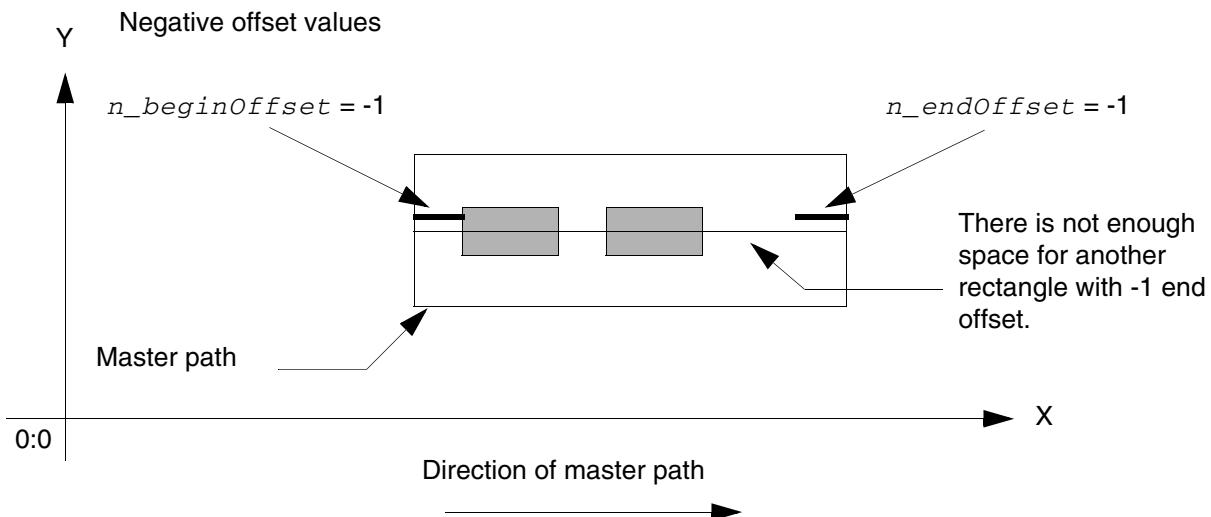 Negative offset values
Y
n_beginOffset = -1
n_endOffset = -1
There is not enough
space for another
rectangle with -1 end
offset.
Master path
X
0:0
Direction of master path